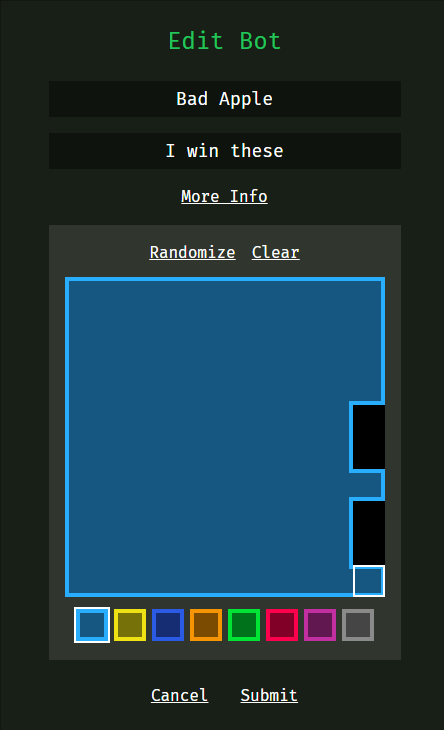 Edit Bot
Bad Apple
I win these
More Info
Randomize Clear
Cancel Submit